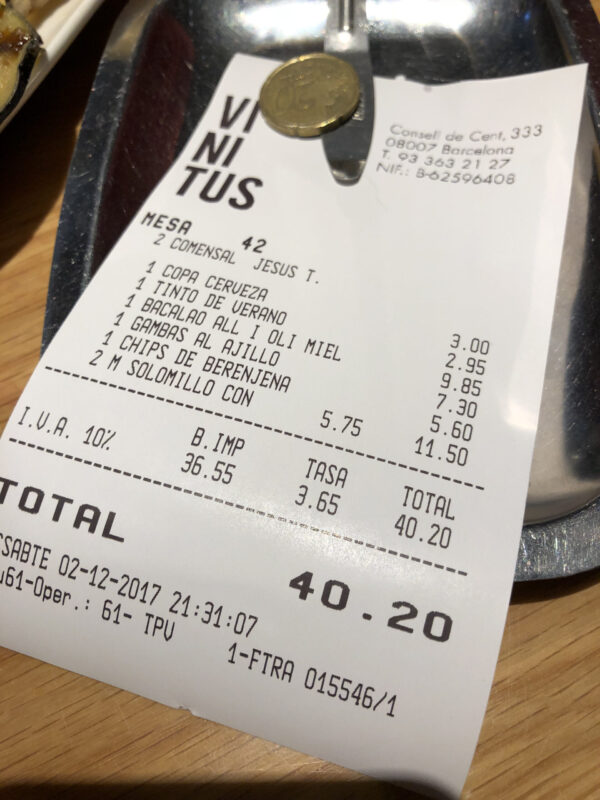 VI
NI
TUS
Consell de Cent, 333
08007 Barcelona
T. 93 363 21 27
NIF.: B-62596408
MESA 42
2 COMENSAL JESUS T.
1 COPA CERVEZA 3.00
1 TINTO DE VERANO 2.95
1 BACALAO ALL I OLI MIEL 9.85
1 GAMBAS AL AJILLO 7.30
1 CHIPS DE BERENJENA 5.60
2 M SOLOMILLO CON 5.75 11.50
B.IMP TASA TOTAL
I.V.A. 10% 36.55 3.65 40.20
TOTAL 40.20
SSABTE 02-12-2017 21:31:07
u61-Oper.: 61- TPV
1-FTRA 015546/1